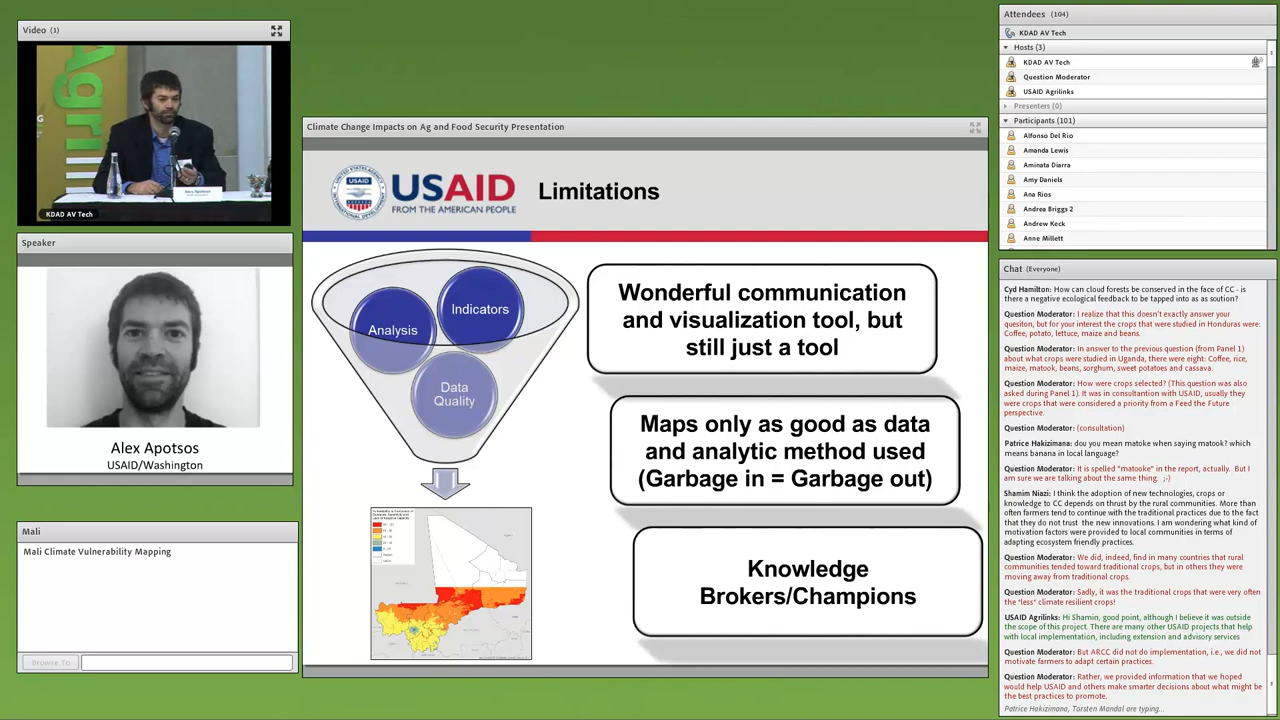 Video (1)
Agril
KDAD AV Tech
Speaker
Alex Apotsos
USAID/Washington
Mali
Mali Climate Vulnerability Mapping
Browse To
Climate Change Impacts on Ag and Food Security Presentation
USAID
FROM THE AMERICAN PEOPLE
Limitations
Indicators
Analysis
Data
Quality
Wonderful communication
and visualization tool, but
still just a tool
Maps only as good as data
and analytic method used
(Garbage in = Garbage out)
Knowledge
Brokers/Champions
Attendees (104)
KDAD AV Tech
Hosts (3)
KDAD AV Tech
Question Moderator
USAID Agrilinks
Presenters (0)
Participants (101)
Alfonso Del Rio
Amanda Lewis
Aminata Diarra
Amy Daniels
Ana Rios
Andrea Briggs 2
Andrew Keck
Anne Millett
Chat (Everyone)
Cyd Hamilton: How can cloud forests be conserved in the face of CC - is
there a negative ecological feedback to be tapped into as as soution?
Question Moderator: I realize that this doesn't exactly answer your
quesiton, but for your interest the crops that were studied in Honduras were:
Coffee, potato, lettuce, maize and beans.
Question Moderator: In answer to the previous question (from Panel 1)
about what crops were studied in Uganda, there were eight: Coffee, rice,
maize, matook, beans, sorghum, sweet potatoes and cassava.
Question Moderator: How were crops selected? (This question was also
asked during Panel 1). It was in consultantion with USAID, usually they
were crops that were considered a priority from a Feed the Future
perspective.
Question Moderator: (consultation)
Patrice Hakizimana: dou you mean matoke when saying matook? which
means banana in local language?
Question Moderator: It is spelled "matooke" in the report, actually. But I
am sure we are talking about the same thing. ;-)
Shamim Niazi: I think the adoption of new technologies, crops or
knowledge to CC depends on thrust by the rural communities. More than
often farmers tend to continue with the traditional practices due to the fact
that they do not trust the new innovations. I am wondering what kind of
motivation factors were provided to local communities in terms of
adapting ecosystem friendly practices.
Question Moderator: We did, indeed, find in many countries that rural
communities tended toward traditional crops, but in others they were
moving away from traditional crops.
Question Moderator: Sadly, it was the traditional crops that were very often
the "less" climate resilient crops!
USAID Agrilinks: Hi Shamin, good point, although I believe it was outside
the scope of this project. There are many other USAID projects that help
with local implementation, including extension and advisory services
Question Moderator: But ARCC did not do implementation, i.e., we did not
motivate farmers to adapt certain practices.
Question Moderator: Rather, we provided information that we hoped
would help USAID and others make smarter decisions about what might be
the best practices to promote.
Patrice Hakizimana, Torsten Mandal are typing...